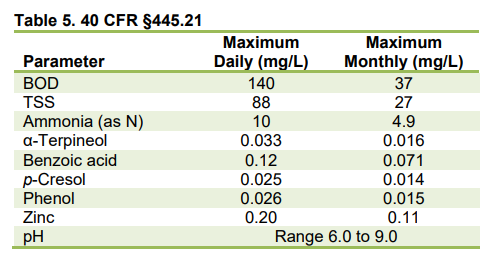 Table 5. 40 CFR §445.21
Parameter Maximum Daily (mg/L) Maximum Monthly (mg/L)
BOD 140 37
TSS 88 27
Ammonia (as N) 10 4.9
α-Terpineol 0.033 0.016
Benzoic acid 0.12 0.071
p-Cresol 0.025 0.014
Phenol 0.026 0.015
Zinc 0.20 0.11
pH Range 6.0 to 9.0